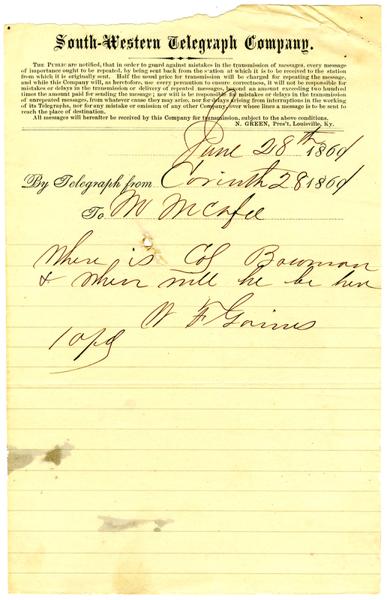 South-Western Telegraph Company.
THE PUBLIC are notified, that in order to guard against mistakes in the transmission of messages, every message
of importance ought to be repeated, by being sent back from the station at which it is to be received to the station
from which it is originally sent. Half the usual price for transmission will be charged for repeating the message,
and while this Company will, as heretofore, use every precaution to ensure correctness, it will not be responsible for
mistakes or delays in the transmission or delivery of repeated messages, beyond an amount exceeding two hundred
times the amount paid for sending the message; nor will it be responsible for mistakes or delays in the transmission
of unrepeated messages, from whatever cause they may arise, nor for delays arising from interruptions in the working
of its Telegraphs, nor for any mistake or omission of any other Company, over whose lines a message is to be sent to
reach the place of destination.
All messages will hereafter be received by this Company for transmission, subject to the above conditions.
N. GREEN, Pres't, Louisville, Ky.
June 28th 1861
By Telegraph from Corinth 28 1861
To M McAfee
Where is Col Bowman
& when will he be here
W F Gaines
10 pd